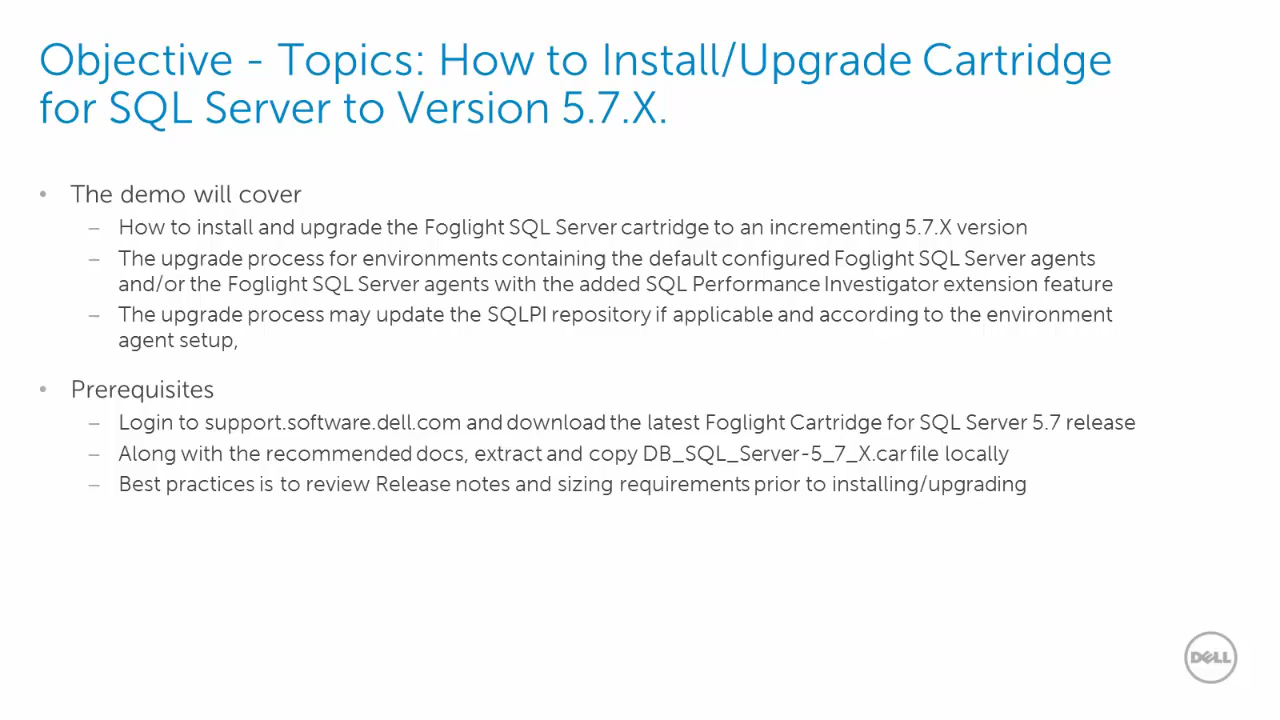 Objective - Topics: How to Install/Upgrade Cartridge
for SQL Server to Version 5.7.X.
• The demo will cover
– How to install and upgrade the Foglight SQL Server cartridge to an incrementing 5.7.X version
– The upgrade process for environments containing the default configured Foglight SQL Server agents
and/or the Foglight SQL Server agents with the added SQL Performance Investigator extension feature
– The upgrade process may update the SQLPI repository if applicable and according to the environment
agent setup,
• Prerequisites
– Login to support.software.dell.com and download the latest Foglight Cartridge for SQL Server 5.7 release
– Along with the recommended docs, extract and copy DB_SQL_Server-5_7_X.car file locally
– Best practices is to review Release notes and sizing requirements prior to installing/upgrading
DELL